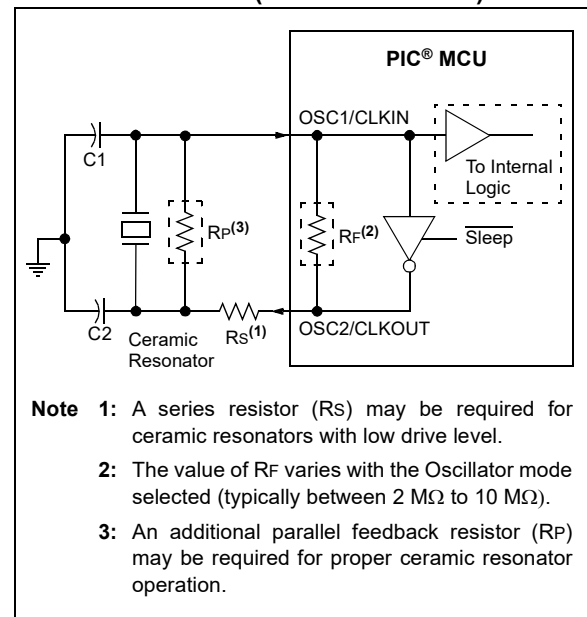 PIC® MCU
OSC1/CLKIN
C1
To Internal
Logic
RP(3)
RF(2)
Sleep
C2
Ceramic
Resonator
RS(1)
OSC2/CLKOUT
Note 1: A series resistor (RS) may be required for
ceramic resonators with low drive level.
2: The value of RF varies with the Oscillator mode
selected (typically between 2 MΩ to 10 MΩ).
3: An additional parallel feedback resistor (RP)
may be required for proper ceramic resonator
operation.